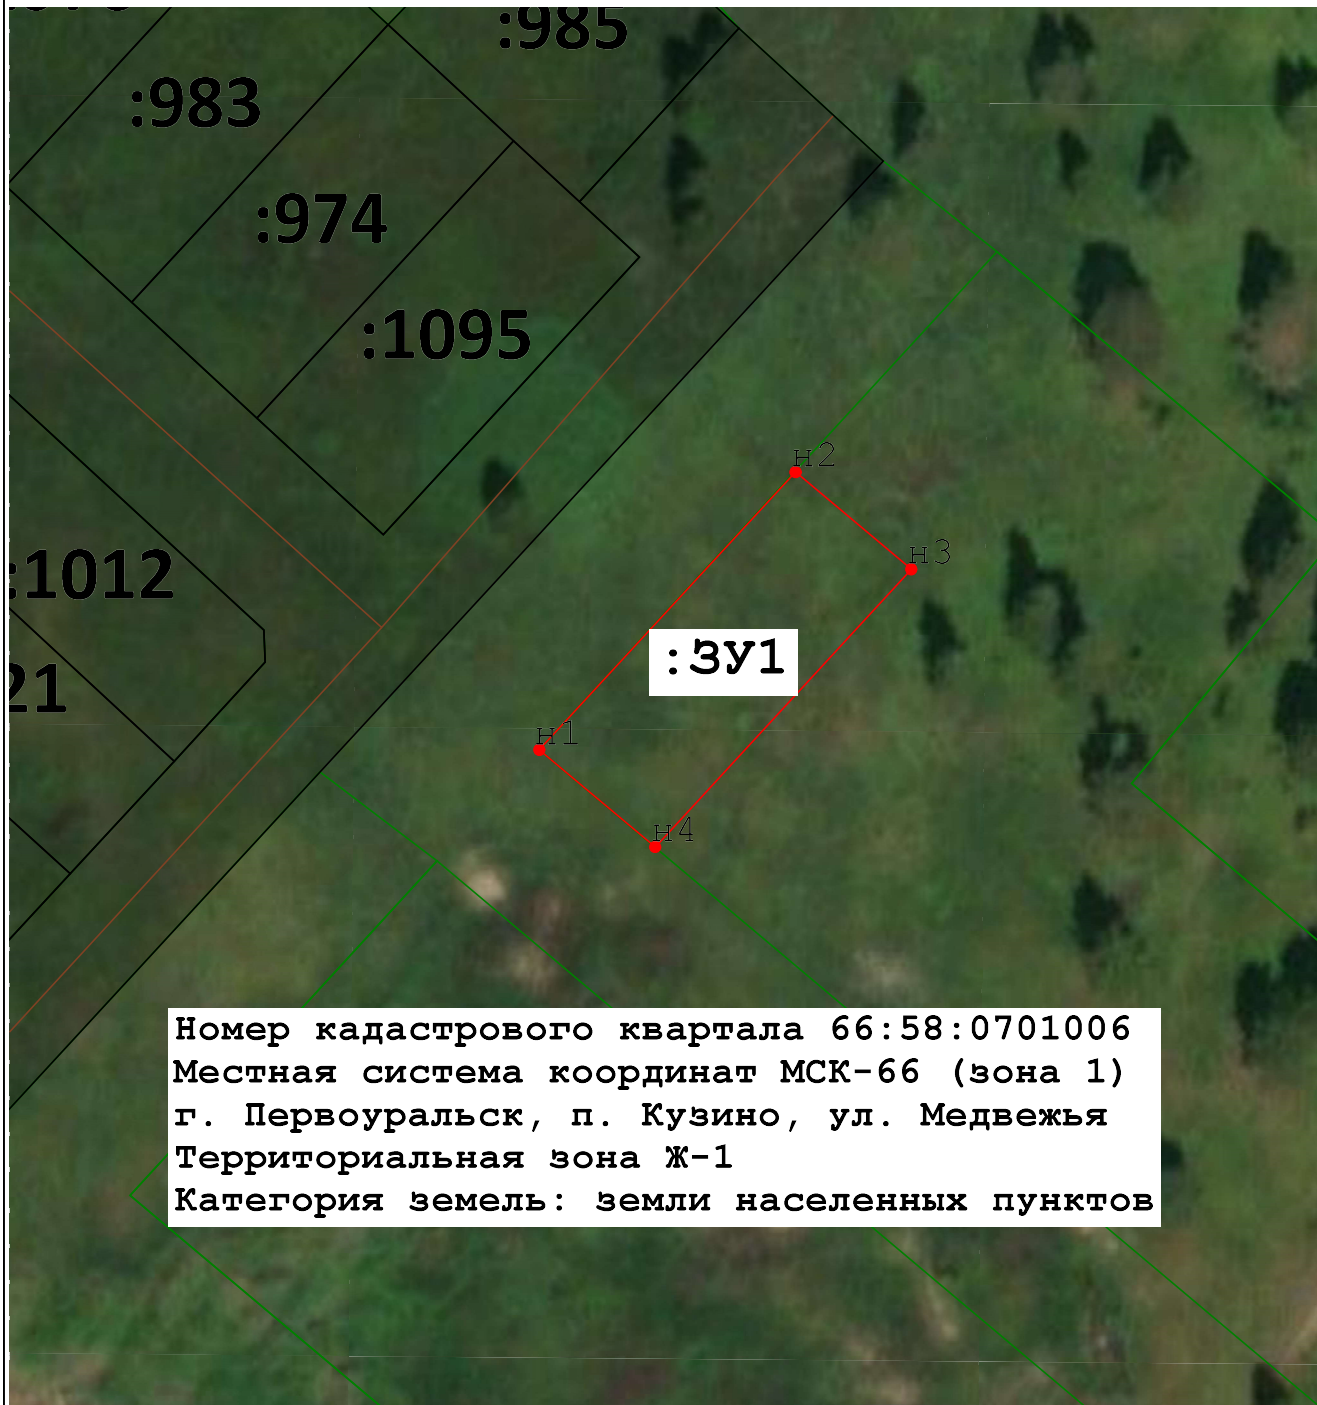 :985
:983
:974
:1095
н2
н3
:1012
:ЗУ1
21
н1
н4
Номер кадастрового квартала 66:58:0701006
Местная система координат МСК-66 (зона 1)
г. Первоуральск, п. Кузино, ул. Медвежья
Территориальная зона Ж-1
Категория земель: земли населенных пунктов